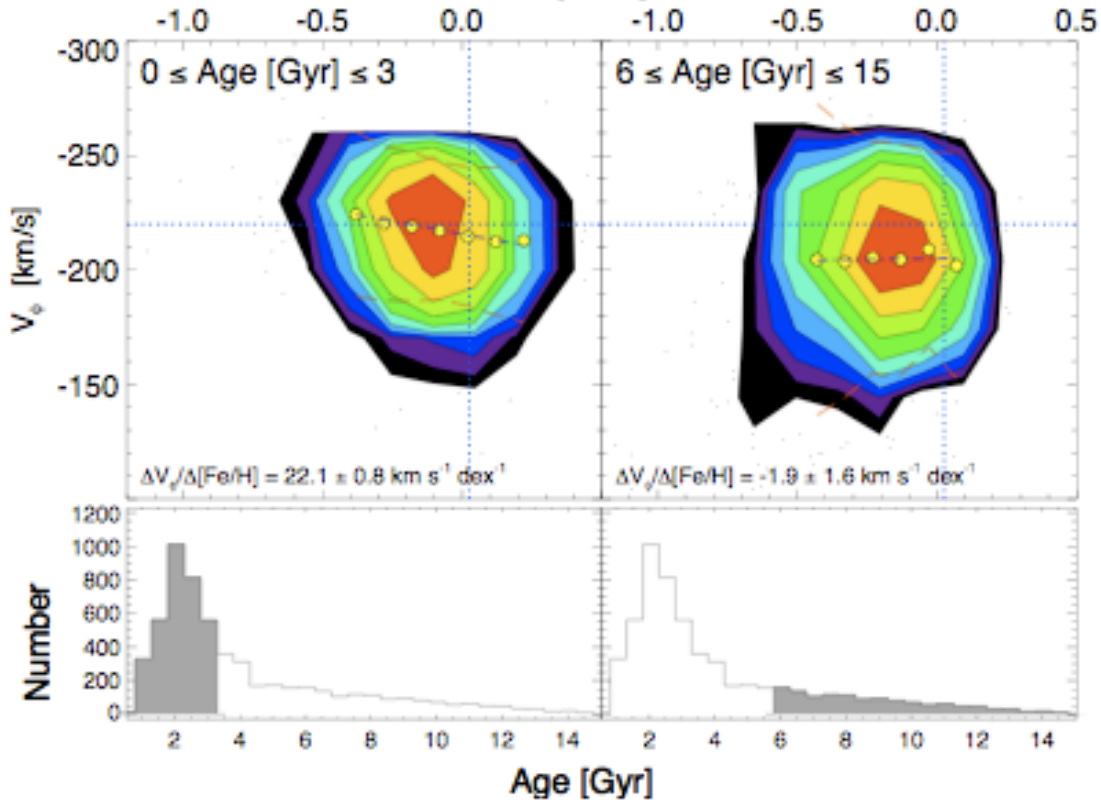 -1.0 -0.5 0.0 -1.0 -0.5 0.0 0.5
-300
0 ≤ Age [Gyr] ≤ 3 6 ≤ Age [Gyr] ≤ 15
-250
-200
-150
Vϕ [km/s]
ΔVϕ/Δ[Fe/H] = 22.1 ± 0.8 km s⁻¹ dex⁻¹ ΔVϕ/Δ[Fe/H] = -1.9 ± 1.6 km s⁻¹ dex⁻¹
1200
1000
800
600
400
200
0
Number
2 4 6 8 10 12 14 2 4 6 8 10 12 14
Age [Gyr]